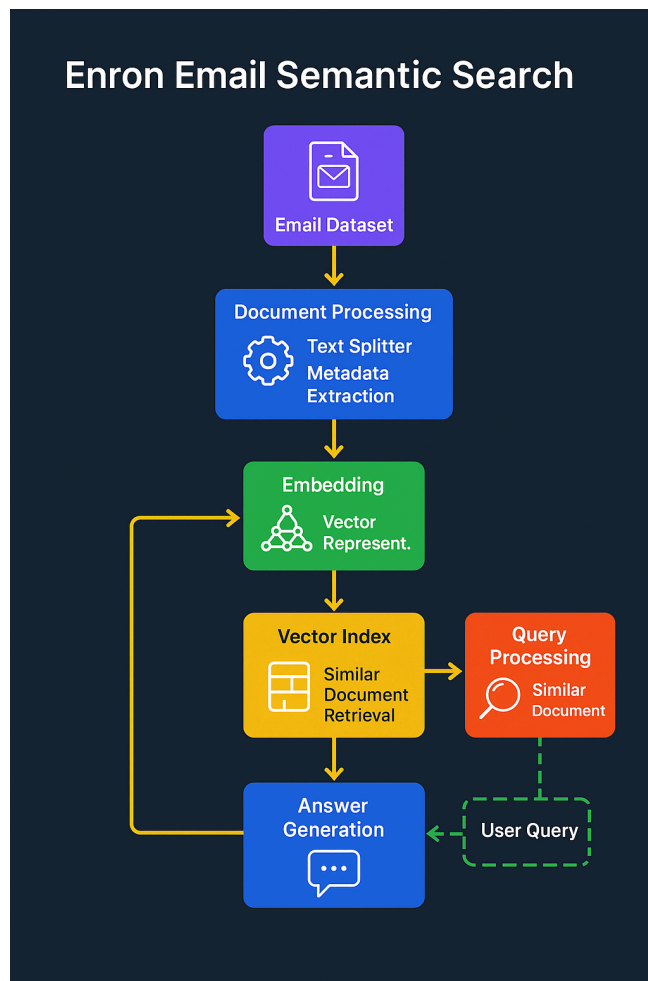 Enron Email Semantic Search
Email Dataset
Document Processing
Text Splitter
Metadata
Extraction
Embedding
Vector
Represent.
Vector Index
Similar
Document
Retrieval
Query
Processing
Similar
Document
Answer
Generation
User Query